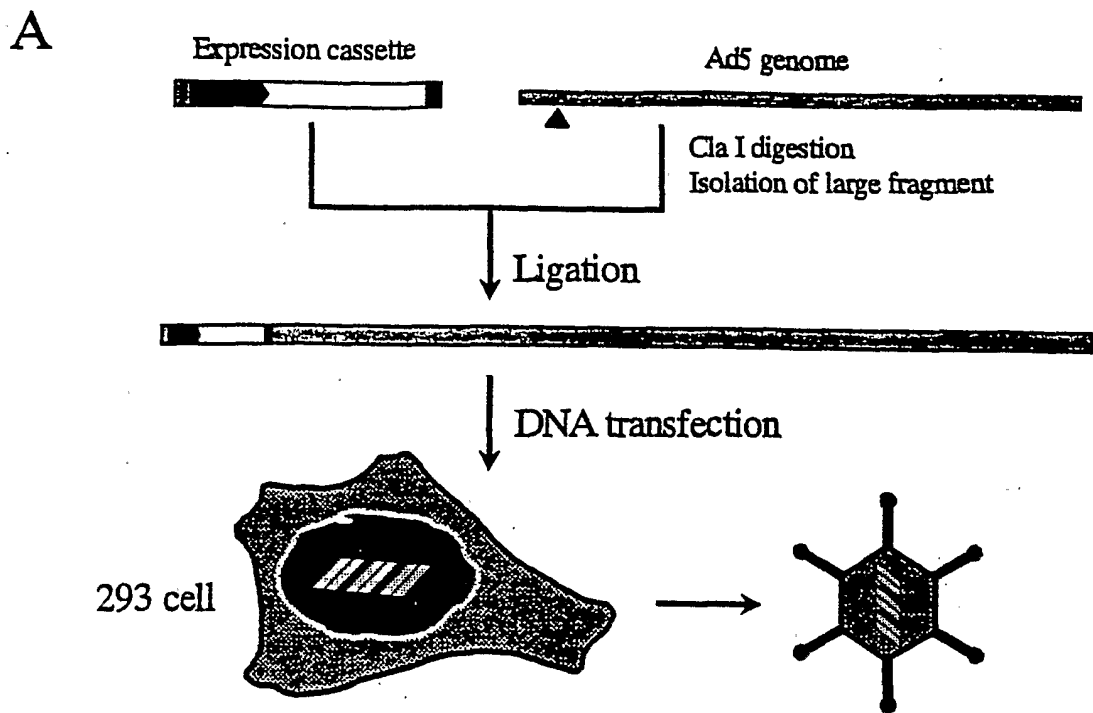 A
Expression cassette
Ad5 genome
Cla I digestion
Isolation of large fragment
Ligation
DNA transfection
293 cell